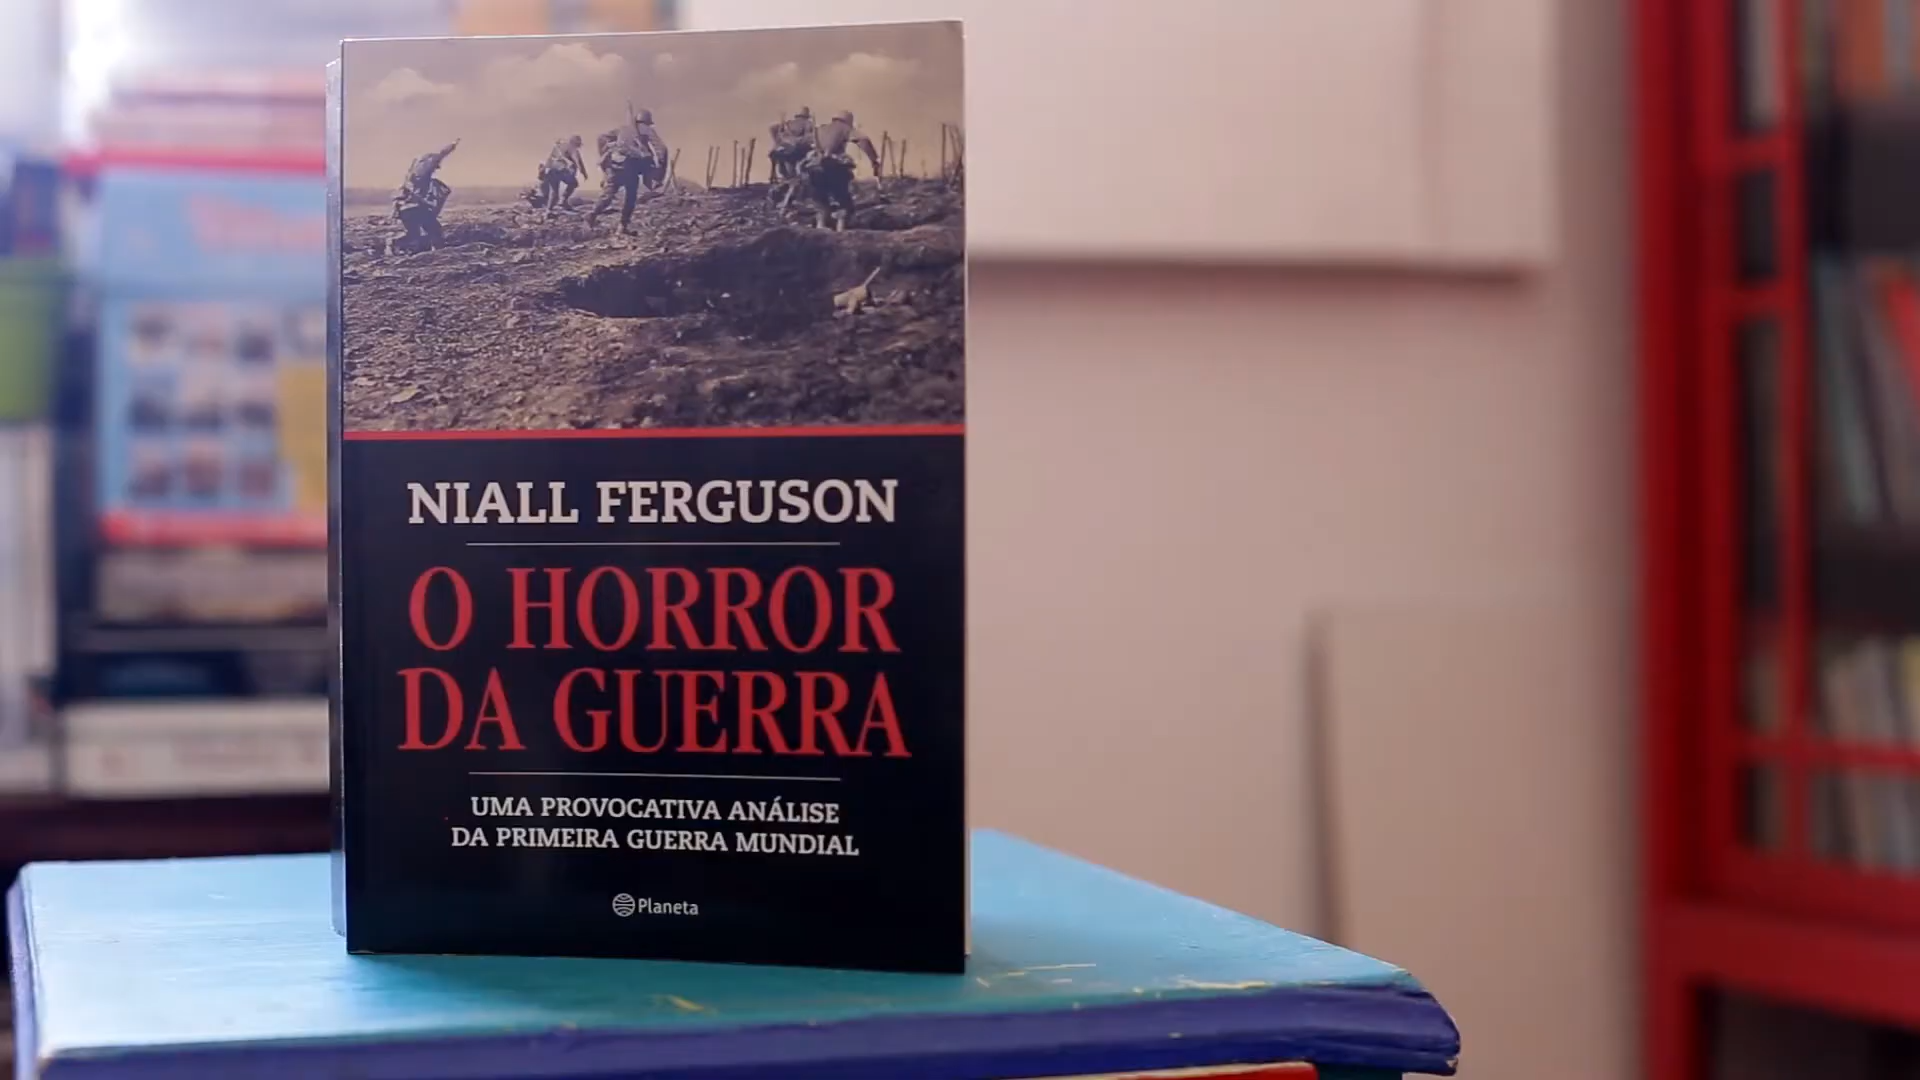 NIALL FERGUSON
O HORROR
DA GUERRA
UMA PROVOCATIVA ANÁLISE
DA PRIMEIRA GUERRA MUNDIAL
Planeta